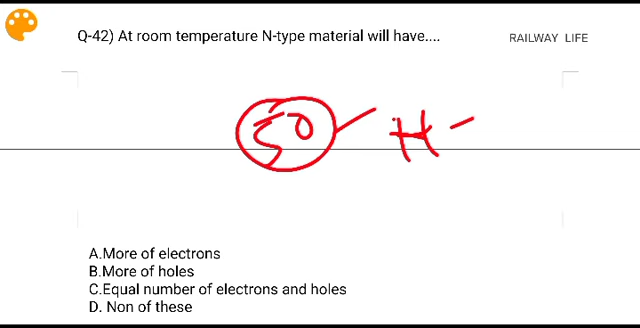 Q-42) At room temperature N-type material will have....
RAILWAY LIFE
50 H -
A.More of electrons
B.More of holes
C.Equal number of electrons and holes
D. Non of these